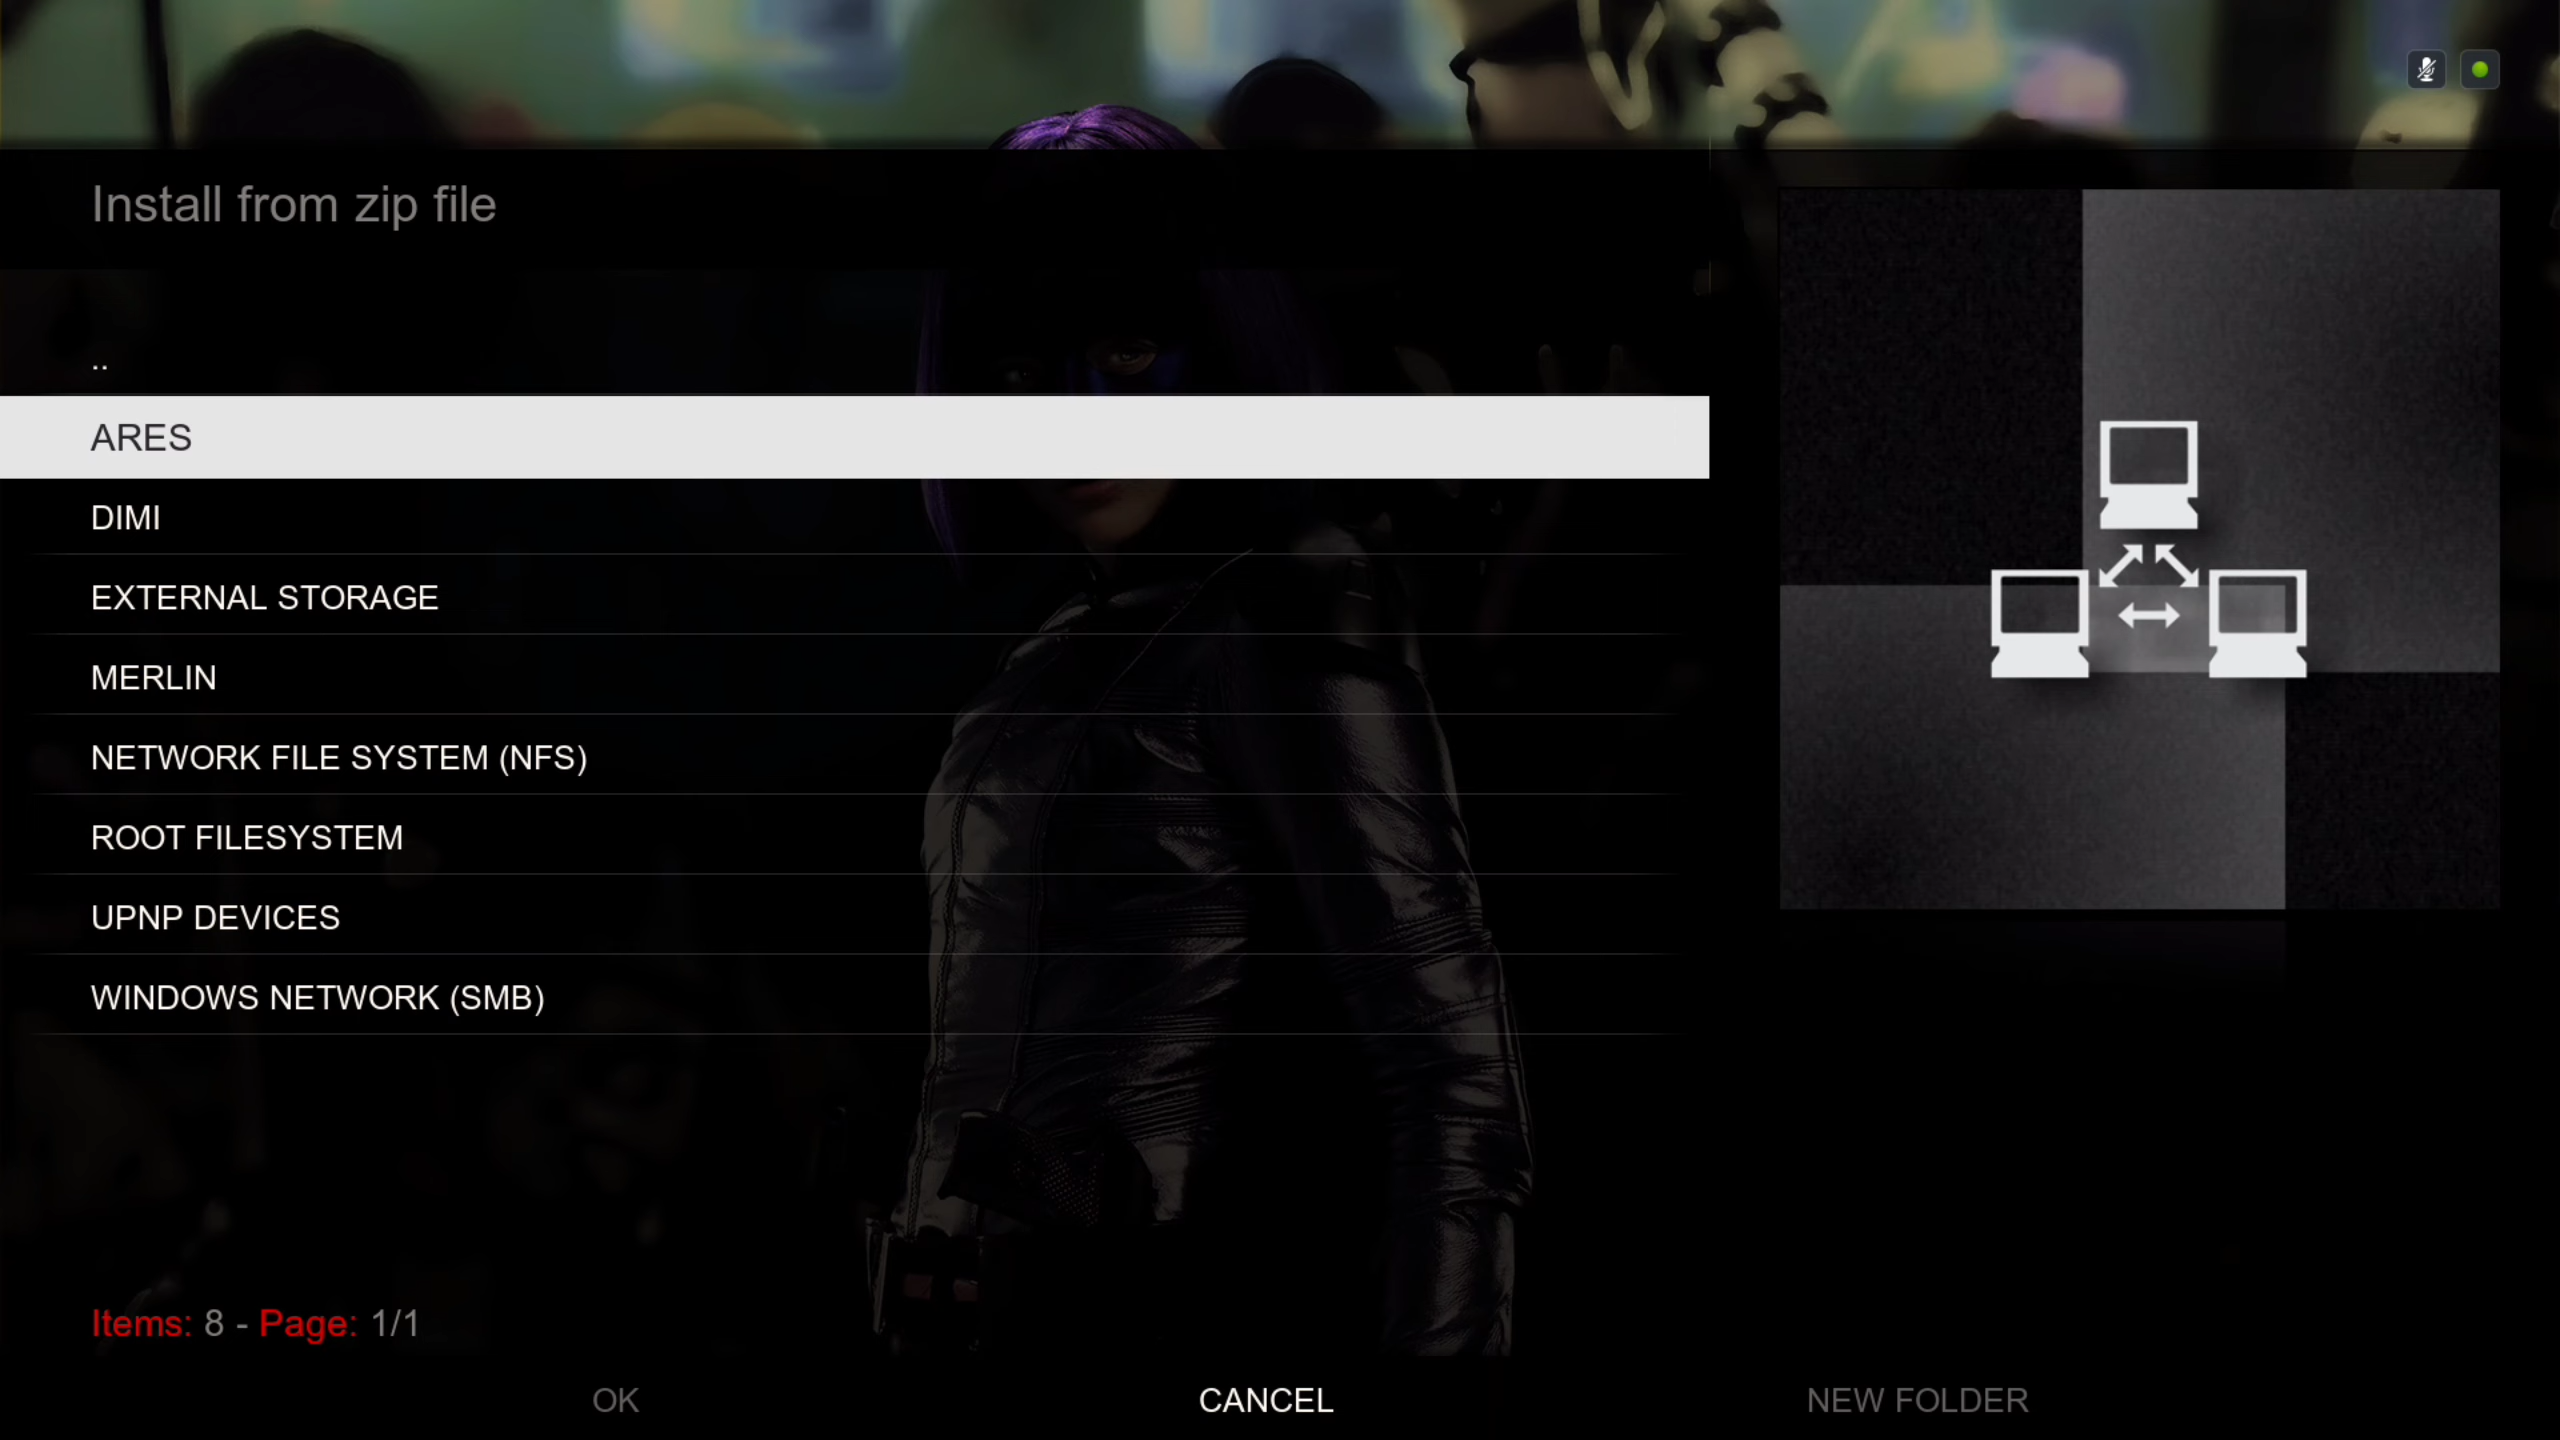 Install from zip file
..
ARES
DIMI
EXTERNAL STORAGE
MERLIN
NETWORK FILE SYSTEM (NFS)
ROOT FILESYSTEM
UPNP DEVICES
WINDOWS NETWORK (SMB)
Items: 8 - Page: 1/1
OK
CANCEL
NEW FOLDER